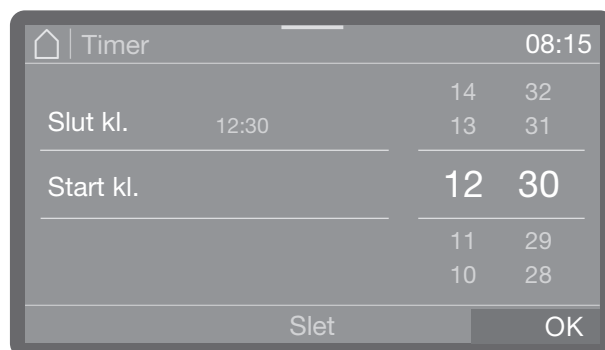 Timer 08:15
14 32
Slut kl. 12:30 13 31
Start kl. 12 30
11 29
10 28
Slet OK